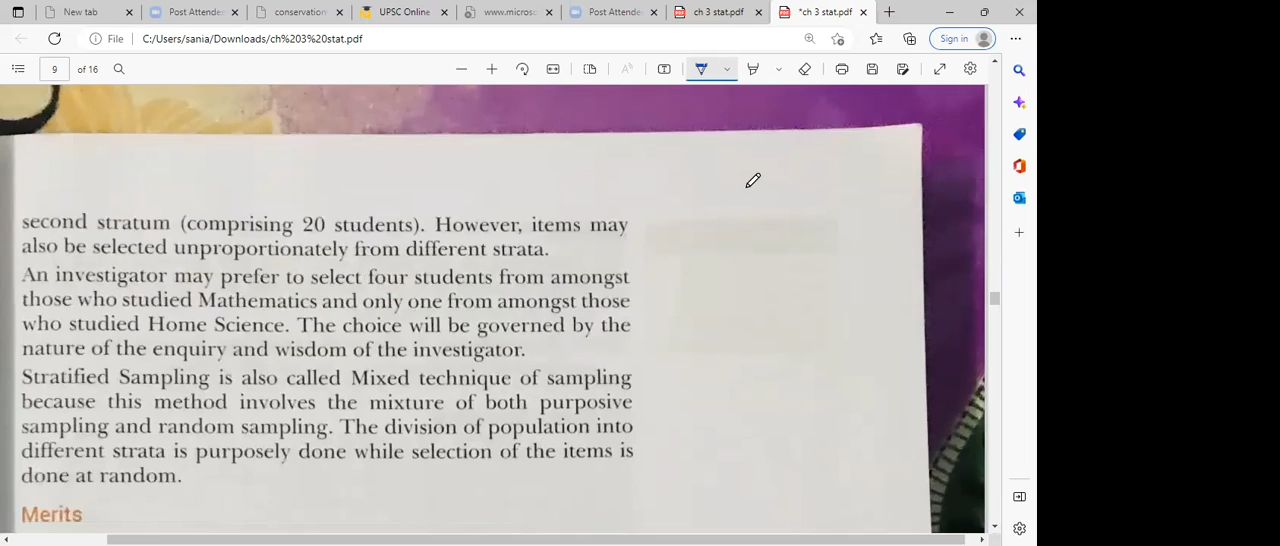 New tab
Post Attende
conservation
UPSC Online
www.micros
Post Attende
ch 3 stat.pdf
*ch 3 stat.pdf
File
C:/Users/sania/Downloads/ch%203%20stat.pdf
Sign in
9 of 16
second stratum (comprising 20 students). However, items may
also be selected unproportionately from different strata.
An investigator may prefer to select four students from amongst
those who studied Mathematics and only one from amongst those
who studied Home Science. The choice will be governed by the
nature of the enquiry and wisdom of the investigator.
Stratified Sampling is also called Mixed technique of sampling
because this method involves the mixture of both purposive
sampling and random sampling. The division of population into
different strata is purposely done while selection of the items is
done at random.
Merits